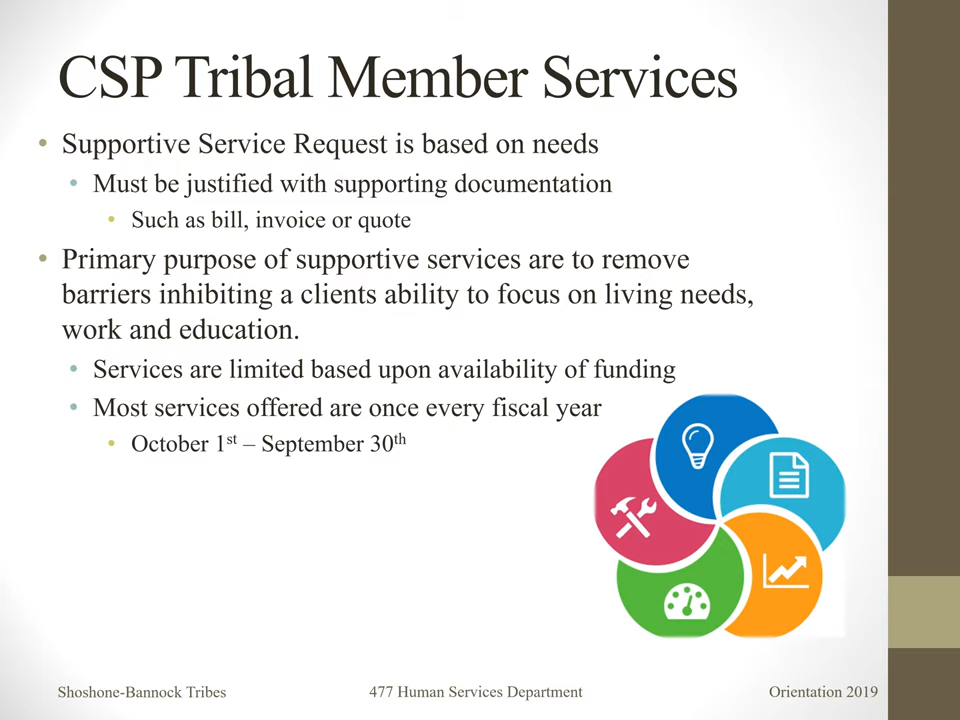 CSP Tribal Member Services
• Supportive Service Request is based on needs
• Must be justified with supporting documentation
• Such as bill, invoice or quote
• Primary purpose of supportive services are to remove
barriers inhibiting a clients ability to focus on living needs,
work and education.
• Services are limited based upon availability of funding
• Most services offered are once every fiscal year
• October 1st – September 30th
Shoshone-Bannock Tribes
477 Human Services Department
Orientation 2019